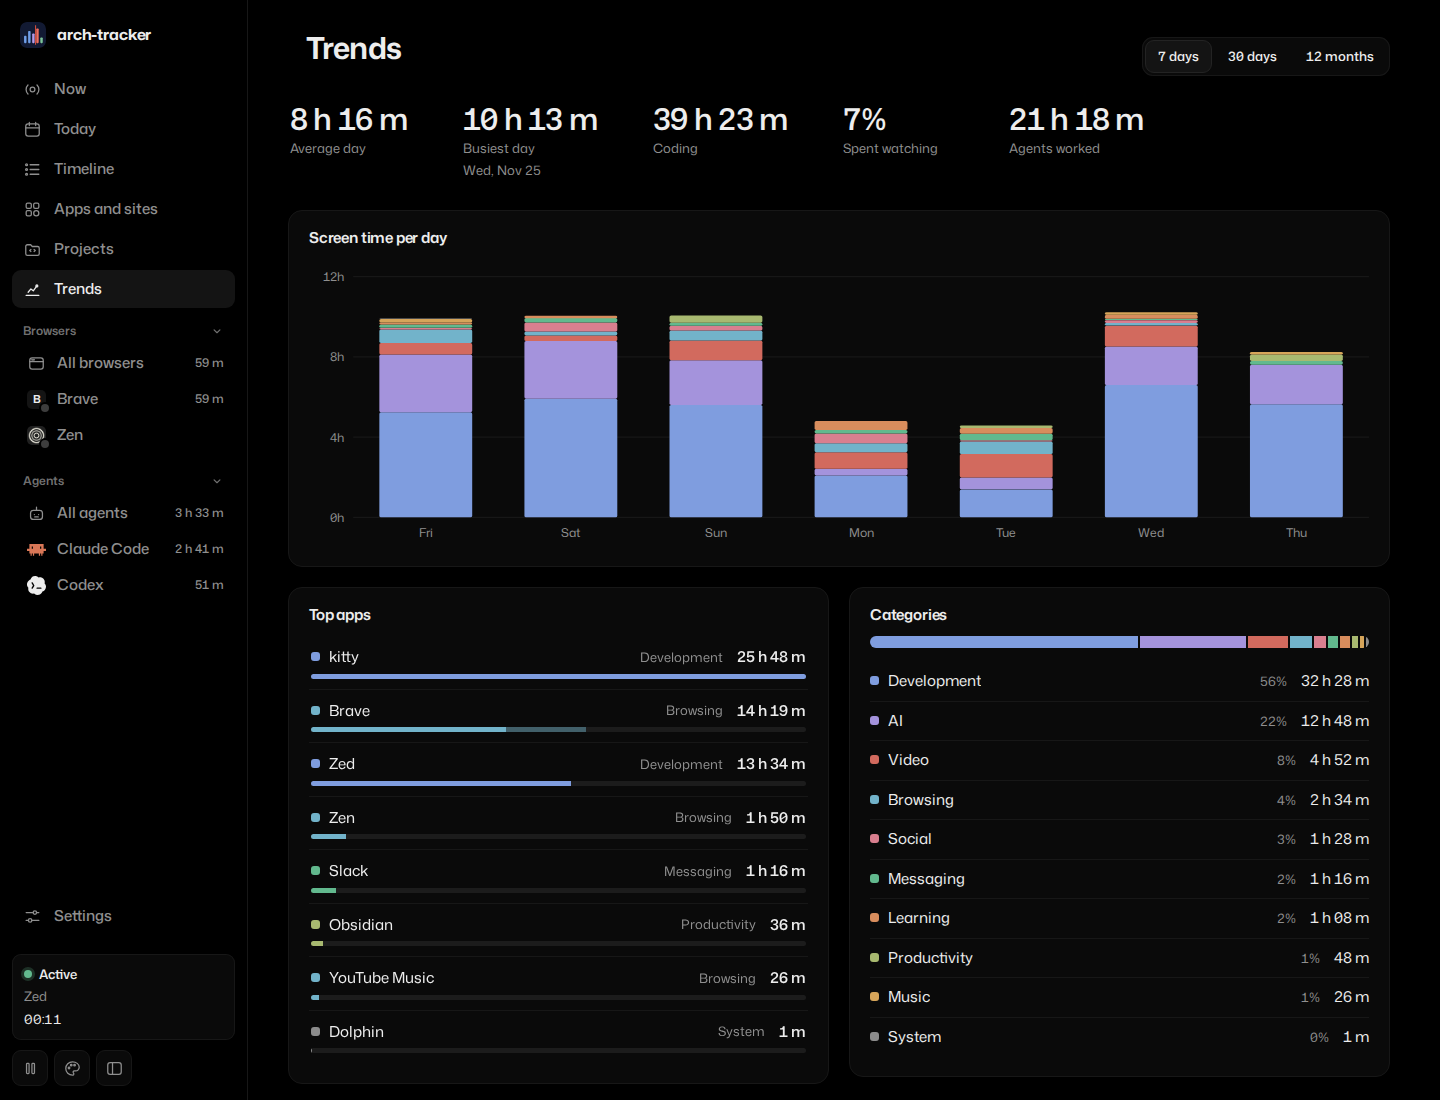 arch-tracker
Now
Today
Timeline
Apps and sites
Projects
Trends
Browsers
All browsers 59 m
B Brave 59 m
Zen
Agents
All agents 3 h 33 m
Claude Code 2 h 41 m
Codex 51 m
Settings
Active
Zed
00:11
Trends
7 days 30 days 12 months
8 h 16 m 10 h 13 m 39 h 23 m 7% 21 h 18 m
Average day Busiest day Coding Spent watching Agents worked
Wed, Nov 25
Screen time per day
12h
8h
4h
0h
Fri Sat Sun Mon Tue Wed Thu
Top apps
kitty Development 25 h 48 m
Brave Browsing 14 h 19 m
Zed Development 13 h 34 m
Zen Browsing 1 h 50 m
Slack Messaging 1 h 16 m
Obsidian Productivity 36 m
YouTube Music Browsing 26 m
Dolphin System 1 m
Categories
Development 56% 32 h 28 m
AI 22% 12 h 48 m
Video 8% 4 h 52 m
Browsing 4% 2 h 34 m
Social 3% 1 h 28 m
Messaging 2% 1 h 16 m
Learning 2% 1 h 08 m
Productivity 1% 48 m
Music 1% 26 m
System 0% 1 m